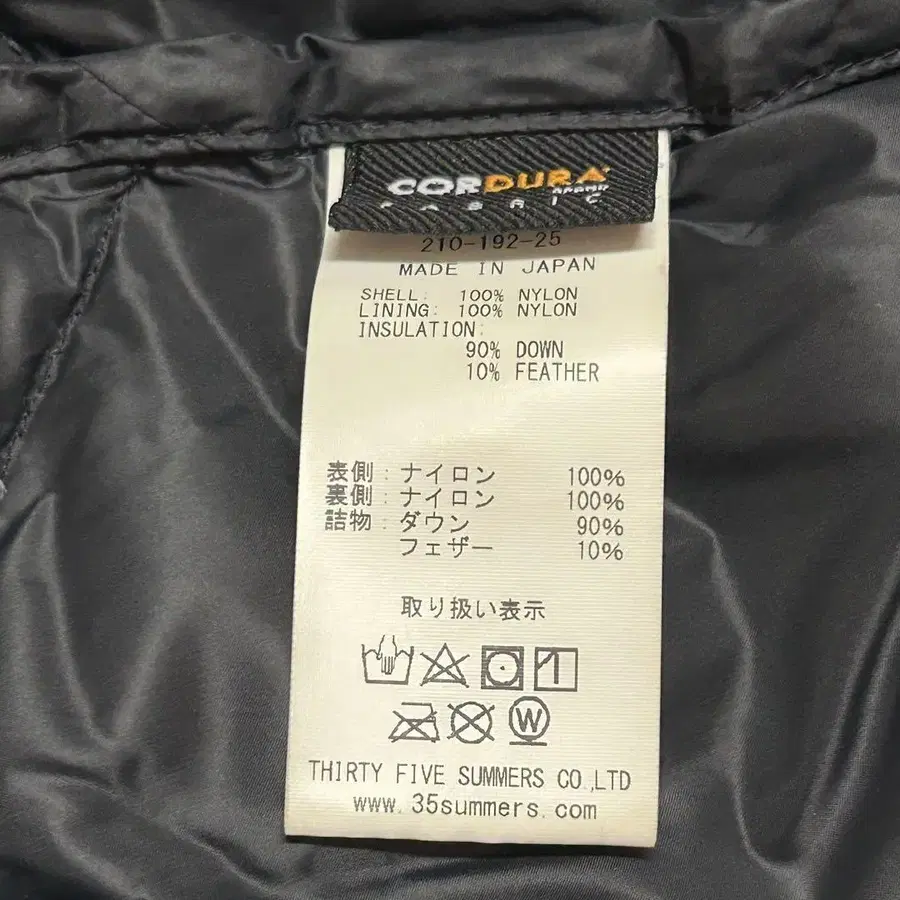 CORDURA
FABRIC
210-192-25
MADE IN JAPAN
SHELL: 100% NYLON
LINING: 100% NYLON
INSULATION:
90% DOWN
10% FEATHER
表側:ナイロン 100%
裏側:ナイロン 100%
詰物:ダウン 90%
フェザー 10%
取り扱い表示
W
THIRTY FIVE SUMMERS CO.,LTD
www.35summers.com